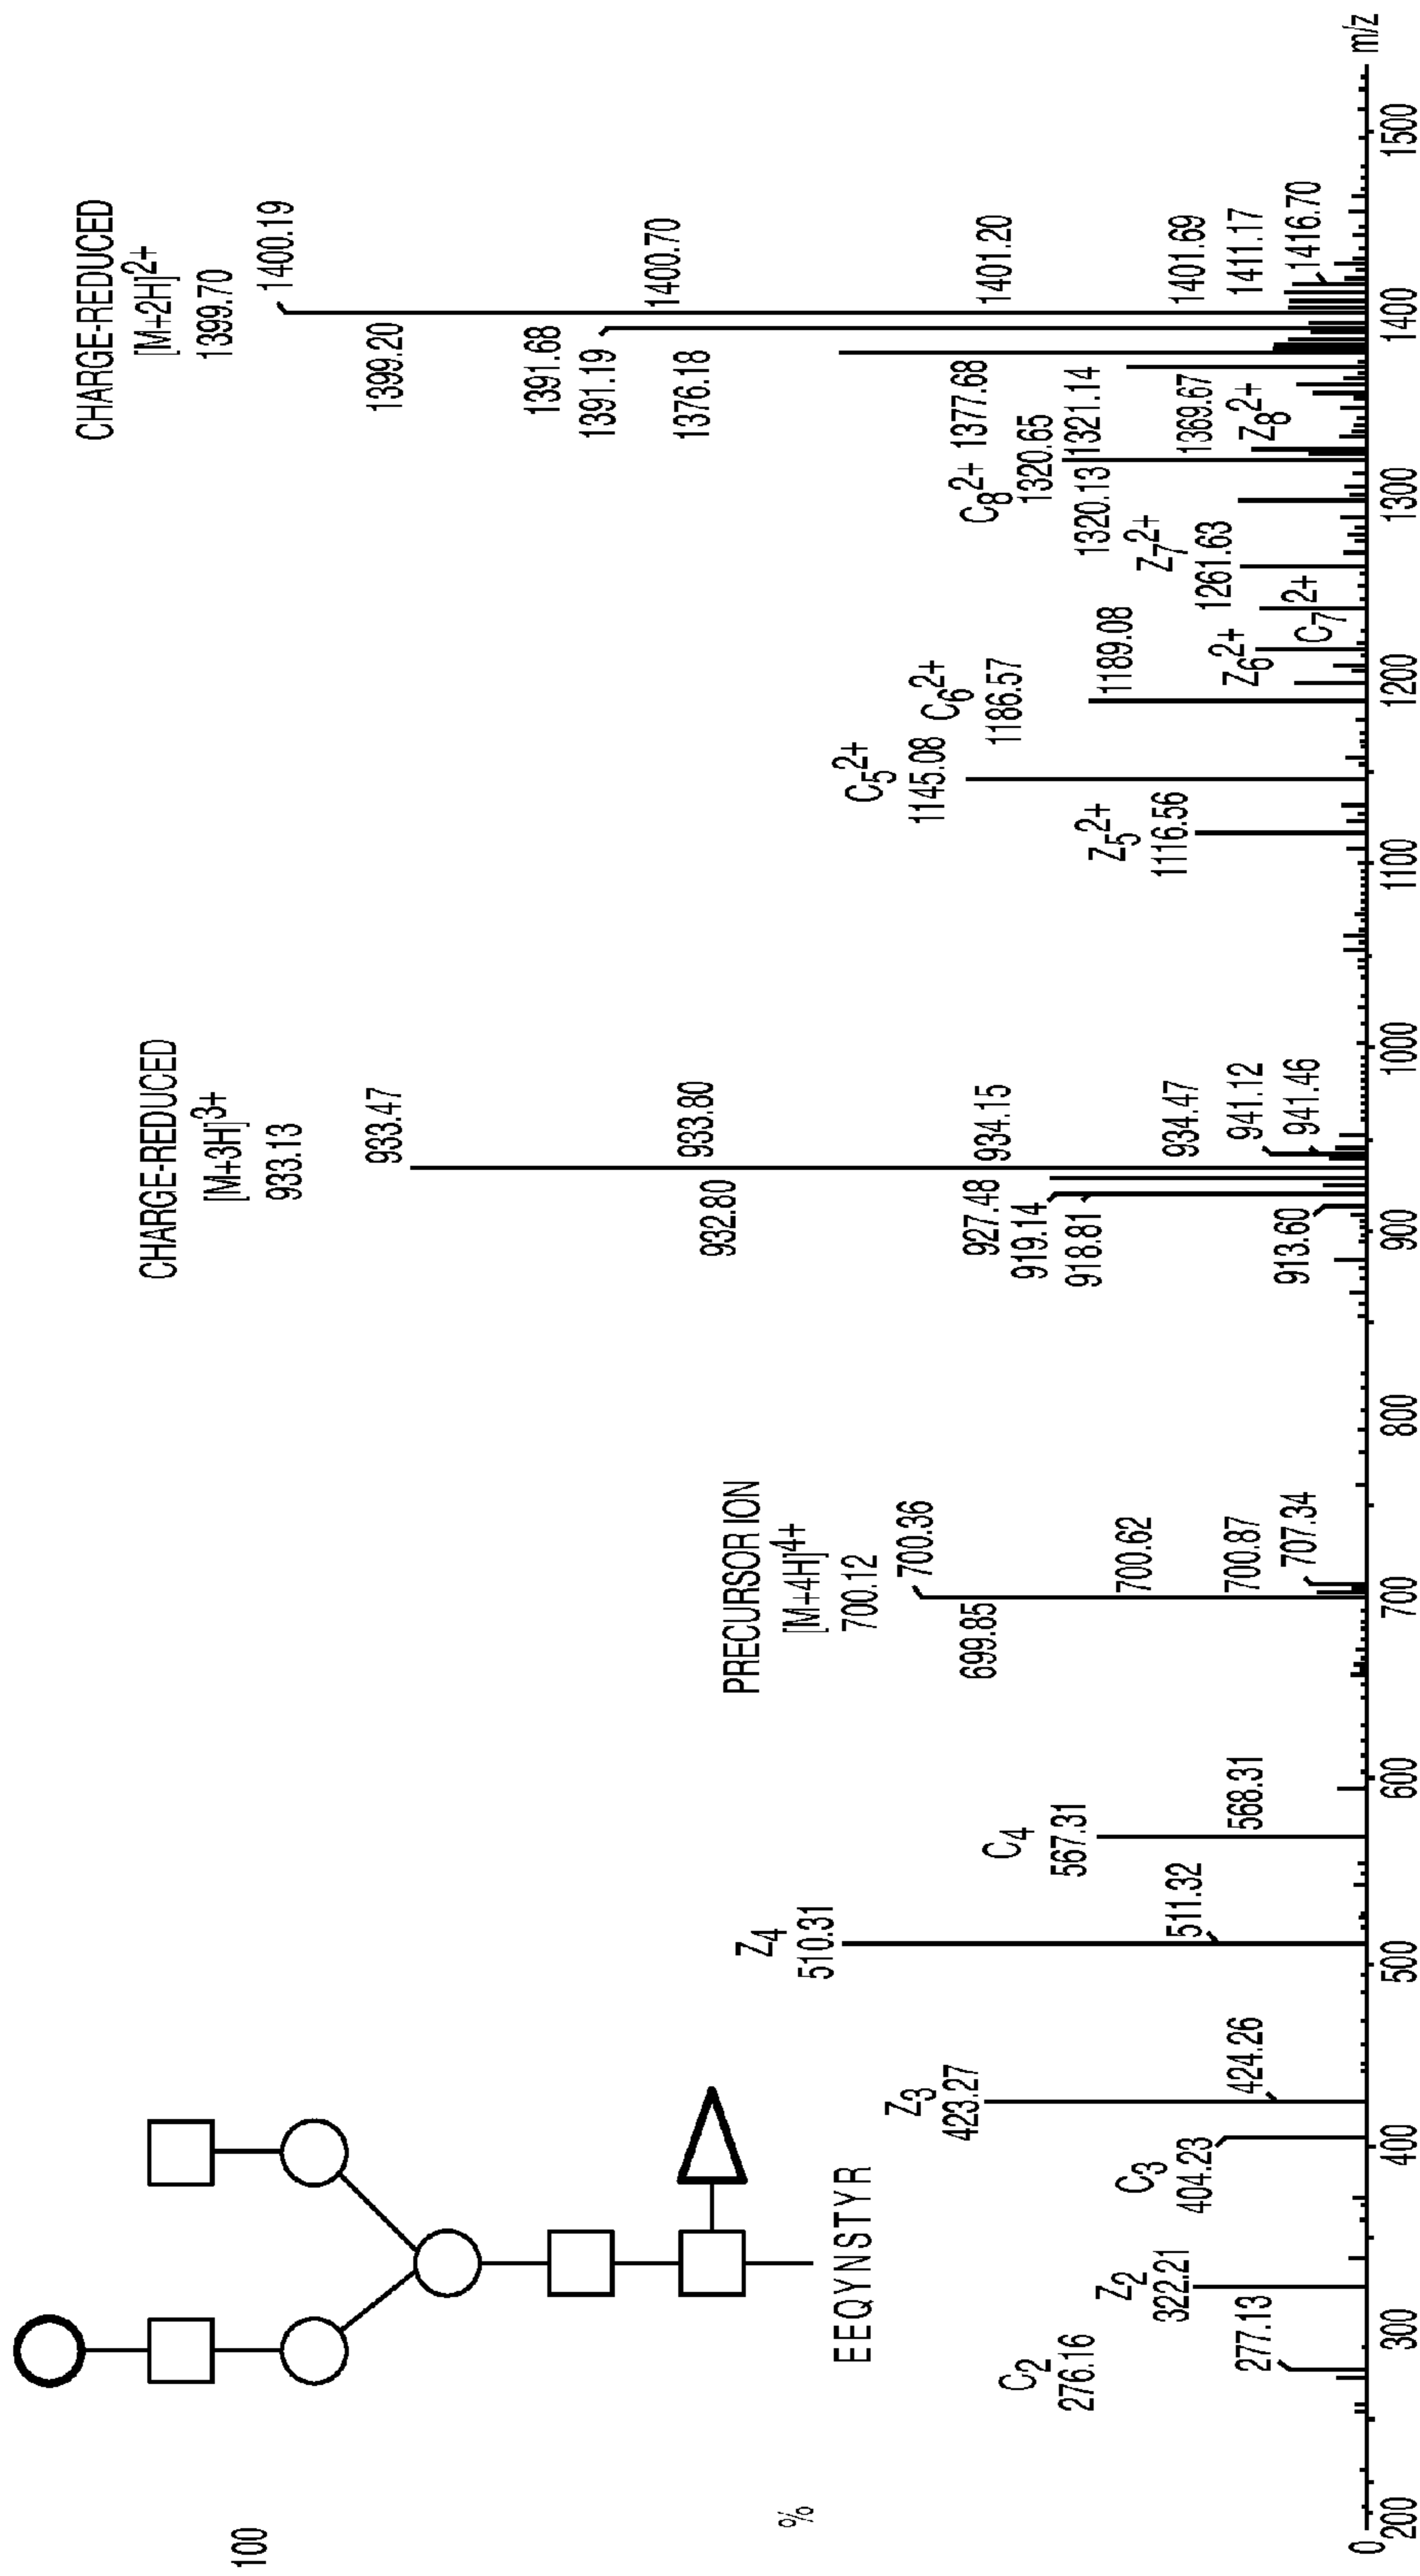 100
%
0
EEQYNSTYR
C2
276.16
277.13
Z2
322.21
C3
404.23
Z3
423.27
424.26
Z4
510.31
511.32
C4
567.31
568.31
PRECURSOR ION
[M+4H]4+
700.12
699.85
700.36
700.62
700.87
707.34
CHARGE-REDUCED
[M+3H]3+
933.13
933.47
932.80
933.80
927.48
934.15
919.14
918.81
934.47
913.60
941.12
941.46
Z5 2+
1116.56
C5 2+
1145.08
C6 2+
1186.57
1189.08
Z6 2+
C7 2+
Z7 2+
1261.63
C8 2+
1320.65
1320.13
1321.14
1377.68
1369.67
Z8 2+
CHARGE-REDUCED
[M+2H]2+
1399.70
1400.19
1399.20
1391.68
1391.19
1400.70
1376.18
1401.20
1401.69
1411.17
1416.70
200 300 400 500 600 700 800 900 1000 1100 1200 1300 1400 1500
m/z